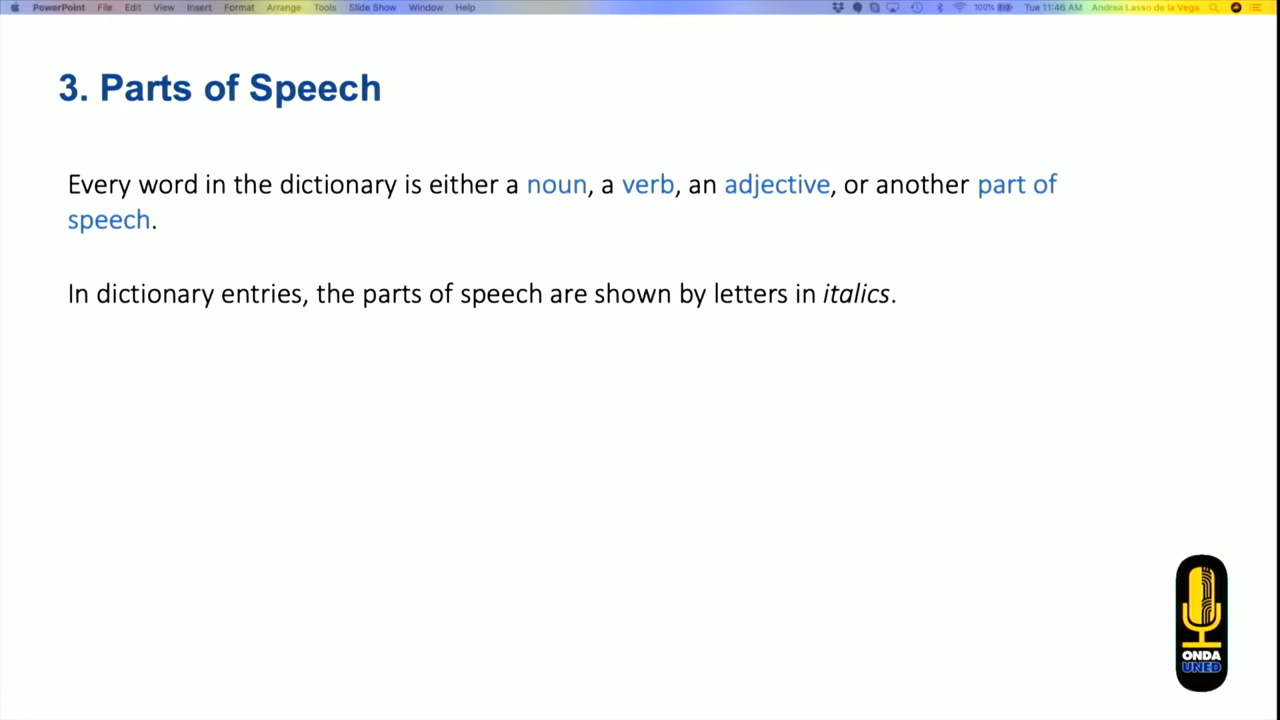 PowerPoint File Edit View Insert Format Arrange Tools Slide Show Window Help 100% Tue 11:46 AM Andrea Lasso de la Vega
3. Parts of Speech
Every word in the dictionary is either a noun, a verb, an adjective, or another part of
speech.
In dictionary entries, the parts of speech are shown by letters in italics.
ONDA
UNED